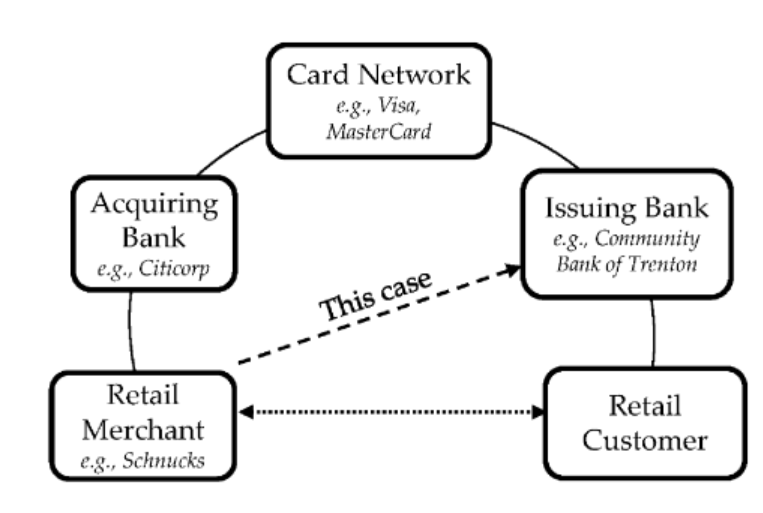 Card Network
e.g., Visa,
MasterCard
Acquiring
Bank
e.g., Citicorp
Issuing Bank
e.g., Community
Bank of Trenton
This case
Retail
Merchant
e.g., Schnucks
Retail
Customer